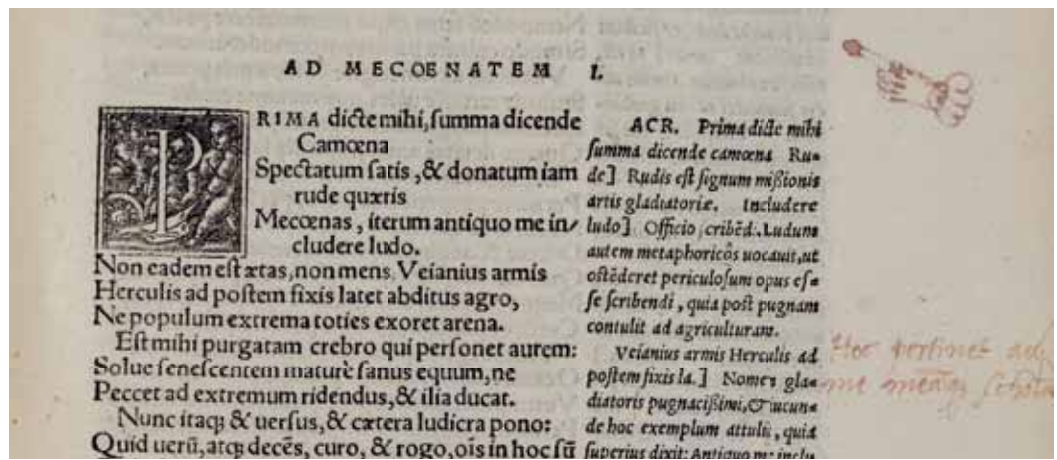 AD MECOENATEM I.
PRIMA dicte mihi, summa dicende
Camœna
Spectatum satis, & donatum iam
rude quæris
Mecœnas, iterum antiquo me in/
cludere ludo.
Non eadem est ætas, non mens. Veianius armis
Herculis ad postem fixis latet abditus agro,
Ne populum extrema toties exoret arena.
Est mihi purgatam crebro qui personet aurem:
Solue senescentem mature sanus equum, ne
Peccet ad extremum ridendus, & ilia ducat.
Nunc itaq; & uersus, & cætera ludicra pono:
Quid uerũ, atq; decẽs, curo, & rogo, oĩs in hoc sũ
ACR. Prima dicte mihi
summa dicende camœna Ru-
de] Rudis est signum mißionis
artis gladiatoriæ. Includere
ludo] Officio scribẽd. Ludum
autem metaphoricôs uocauit, ut
ostẽderet periculosum opus es-
se scribendi, quia post pugnam
contulit ad agriculturam.
Veianius armis Herculis ad
postem fixis la.] Nomen gla-
diatoris pugnacißimi, & iucun-
de hoc exemplum attulit, quia
superius dixit: Antiquo me inclu.
Hoc pertinet ad
me